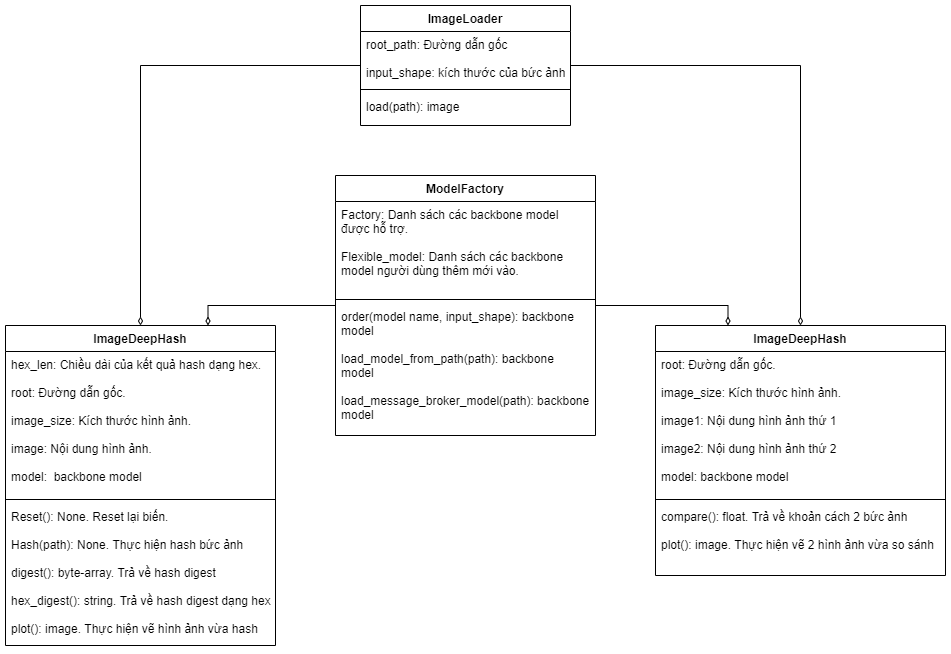 ImageLoader
root_path: Đường dẫn gốc
input_shape: kích thước của bức ảnh
load(path): image
ModelFactory
Factory: Danh sách các backbone model
được hỗ trợ.
Flexible_model: Danh sách các backbone
model người dùng thêm mới vào.
order(model name, input_shape): backbone
model
load_model_from_path(path): backbone
model
load_message_broker_model(path): backbone
model
ImageDeepHash
hex_len: Chiều dài của kết quả hash dạng hex.
root: Đường dẫn gốc.
image_size: Kích thước hình ảnh.
image: Nội dung hình ảnh.
model:  backbone model
Reset(): None. Reset lại biến.
Hash(path): None. Thực hiện hash bức ảnh
digest(): byte-array. Trả về hash digest
hex_digest(): string. Trả về hash digest dạng hex
plot(): image. Thực hiện vẽ hình ảnh vừa hash
ImageDeepHash
root: Đường dẫn gốc.
image_size: Kích thước hình ảnh.
image1: Nội dung hình ảnh thứ 1
image2: Nội dung hình ảnh thứ 2
model: backbone model
compare(): float. Trả về khoản cách 2 bức ảnh
plot(): image. Thực hiện vẽ 2 hình ảnh vừa so sánh